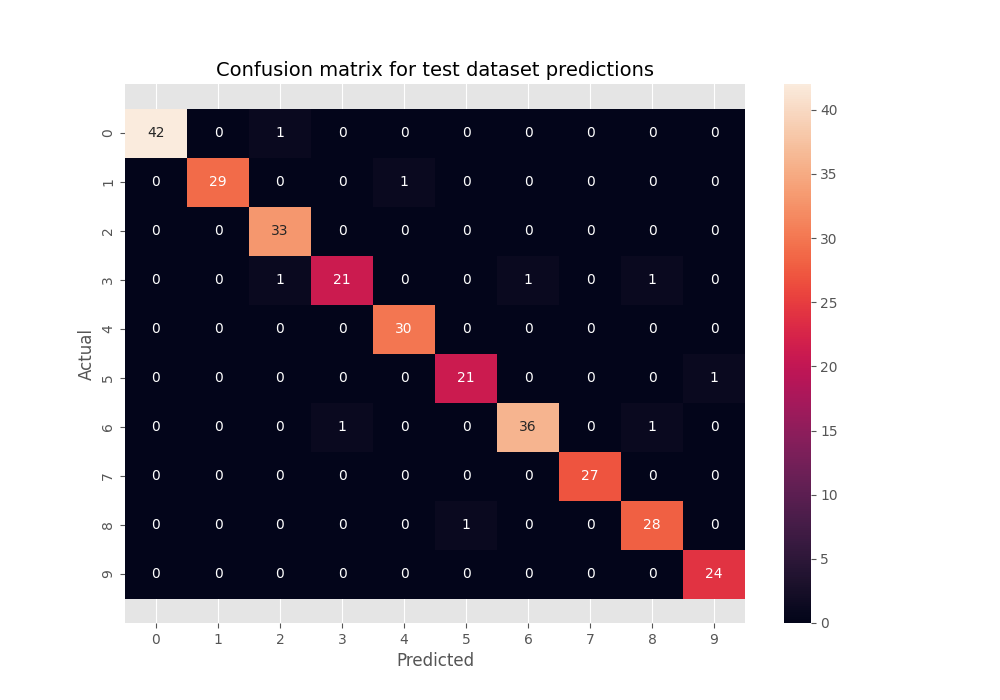 Confusion matrix for test dataset predictions
0 42 0 1 0 0 0 0 0 0 0
1 0 29 0 0 1 0 0 0 0 0
2 0 0 33 0 0 0 0 0 0 0
3 0 0 1 21 0 0 1 0 1 0
4 0 0 0 0 30 0 0 0 0 0
5 0 0 0 0 0 21 0 0 0 1
6 0 0 0 1 0 0 36 0 1 0
7 0 0 0 0 0 0 0 27 0 0
8 0 0 0 0 0 1 0 0 28 0
9 0 0 0 0 0 0 0 0 0 24
0 1 2 3 4 5 6 7 8 9
Predicted
Actual
40
35
30
25
20
15
10
5
0